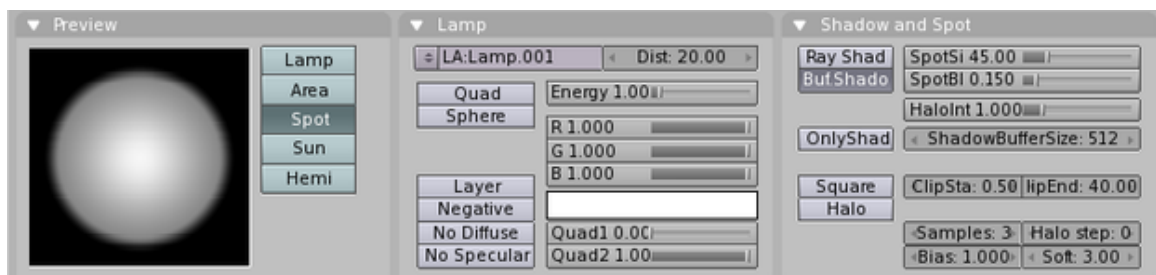 Preview
Lamp
Area
Spot
Sun
Hemi
Lamp
LA:Lamp.001
Dist: 20.00
Quad
Sphere
Energy 1.00
R 1.000
G 1.000
B 1.000
Layer
Negative
No Diffuse
No Specular
Quad1 0.00
Quad2 1.00
Shadow and Spot
Ray Shad
Buf.Shado
SpotSi 45.00
SpotBl 0.150
HaloInt 1.000
OnlyShad
ShadowBufferSize: 512
Square
Halo
ClipSta: 0.50
lipEnd: 40.00
Samples: 3
Halo step: 0
Bias: 1.000
Soft: 3.00